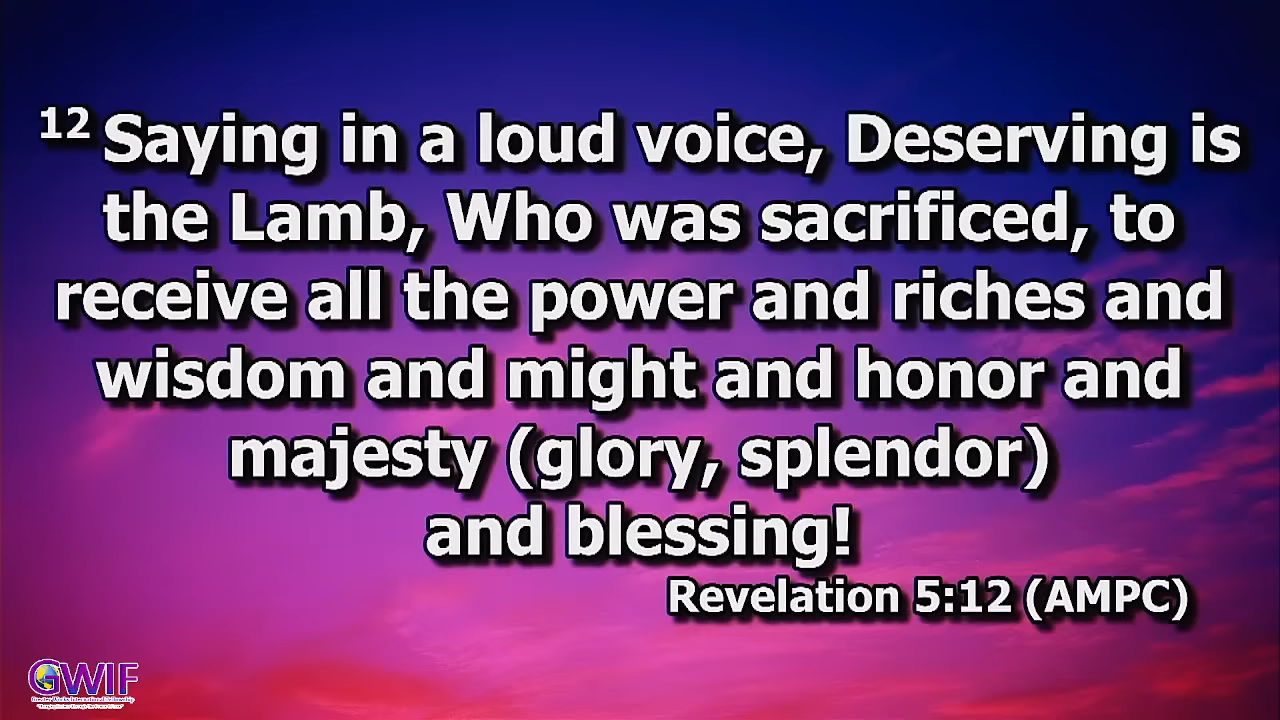 12 Saying in a loud voice, Deserving is
the Lamb, Who was sacrificed, to
receive all the power and riches and
wisdom and might and honor and
majesty (glory, splendor)
and blessing!
Revelation 5:12 (AMPC)
GWIF